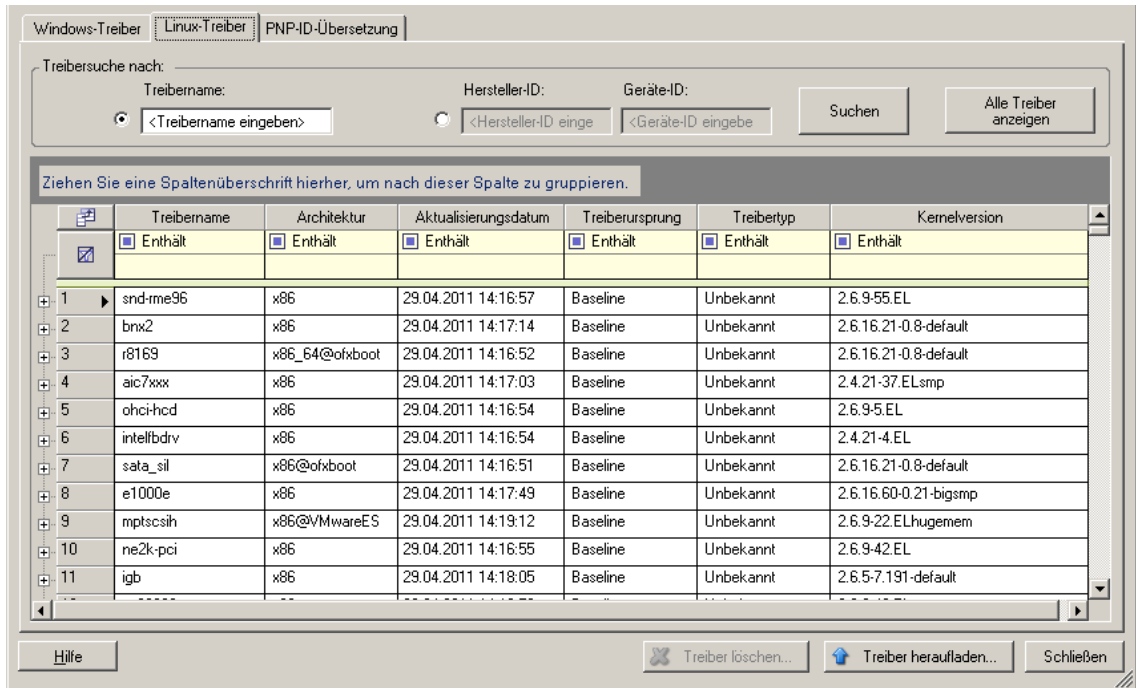 Windows-Treiber Linux-Treiber PNP-ID-Übersetzung
Treibersuche nach:
Treibername: Hersteller-ID: Geräte-ID:
<Treibername eingeben> <Hersteller-ID einge <Geräte-ID eingebe Suchen Alle Treiber anzeigen
Ziehen Sie eine Spaltenüberschrift hierher, um nach dieser Spalte zu gruppieren.
Treibername Architektur Aktualisierungsdatum Treiberursprung Treibertyp Kernelversion
Enthält Enthält Enthält Enthält Enthält Enthält
1 snd-rme96 x86 29.04.2011 14:16:57 Baseline Unbekannt 2.6.9-55.EL
2 bnx2 x86 29.04.2011 14:17:14 Baseline Unbekannt 2.6.16.21-0.8-default
3 r8169 x86_64@ofxboot 29.04.2011 14:16:52 Baseline Unbekannt 2.6.16.21-0.8-default
4 aic7xxx x86 29.04.2011 14:17:03 Baseline Unbekannt 2.4.21-37.ELsmp
5 ohci-hcd x86 29.04.2011 14:16:54 Baseline Unbekannt 2.6.9-5.EL
6 intelfbdrv x86 29.04.2011 14:16:54 Baseline Unbekannt 2.4.21-4.EL
7 sata_sil x86@ofxboot 29.04.2011 14:16:51 Baseline Unbekannt 2.6.16.21-0.8-default
8 e1000e x86 29.04.2011 14:17:49 Baseline Unbekannt 2.6.16.60-0.21-bigsmp
9 mptscsih x86@VMwareES 29.04.2011 14:19:12 Baseline Unbekannt 2.6.9-22.ELhugemem
10 ne2k-pci x86 29.04.2011 14:16:55 Baseline Unbekannt 2.6.9-42.EL
11 igb x86 29.04.2011 14:18:05 Baseline Unbekannt 2.6.5-7.191-default
Hilfe Treiber löschen... Treiber heraufladen... Schließen